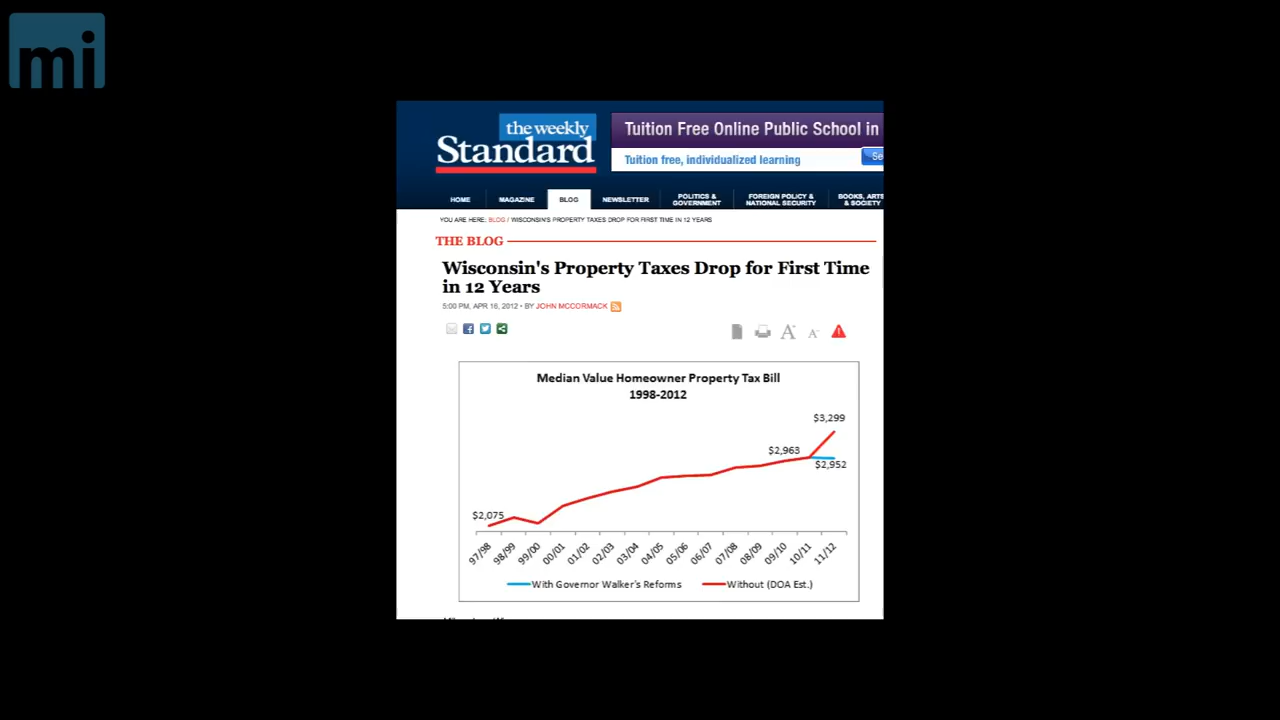 mi
the weekly
Standard
Tuition Free Online Public School in
Tuition free, individualized learning
Se
HOME
MAGAZINE
BLOG
NEWSLETTER
POLITICS &
GOVERNMENT
FOREIGN POLICY &
NATIONAL SECURITY
BOOKS, ARTS
& SOCIETY
YOU ARE HERE: BLOG / WISCONSIN'S PROPERTY TAXES DROP FOR FIRST TIME IN 12 YEARS
THE BLOG
Wisconsin's Property Taxes Drop for First Time
in 12 Years
5:00 PM, APR 16, 2012 • BY JOHN MCCORMACK
A+ A-
Median Value Homeowner Property Tax Bill
1998-2012
$3,299
$2,963
$2,952
$2,075
97/98 98/99 99/00 00/01 01/02 02/03 03/04 04/05 05/06 06/07 07/08 08/09 09/10 10/11 11/12
With Governor Walker's Reforms Without (DOA Est.)